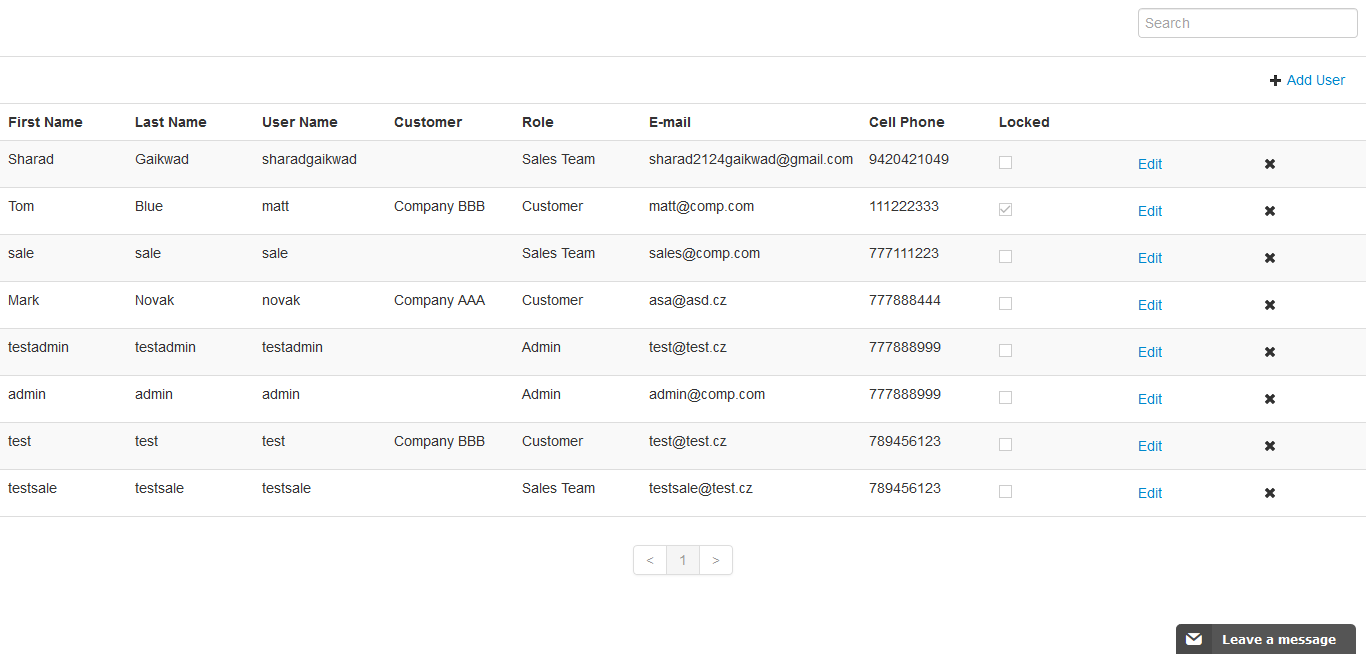 Search
Add User
First Name Last Name User Name Customer Role E-mail Cell Phone Locked
Sharad Gaikwad sharadgaikwad Sales Team sharad2124gaikwad@gmail.com 9420421049 Edit
Tom Blue matt Company BBB Customer matt@comp.com 111222333 Edit
sale sale sale Sales Team sales@comp.com 777111223 Edit
Mark Novak novak Company AAA Customer asa@asd.cz 777888444 Edit
testadmin testadmin testadmin Admin test@test.cz 777888999 Edit
admin admin admin Admin admin@comp.com 777888999 Edit
test test test Company BBB Customer test@test.cz 789456123 Edit
testsale testsale testsale Sales Team testsale@test.cz 789456123 Edit
< 1 >
Leave a message